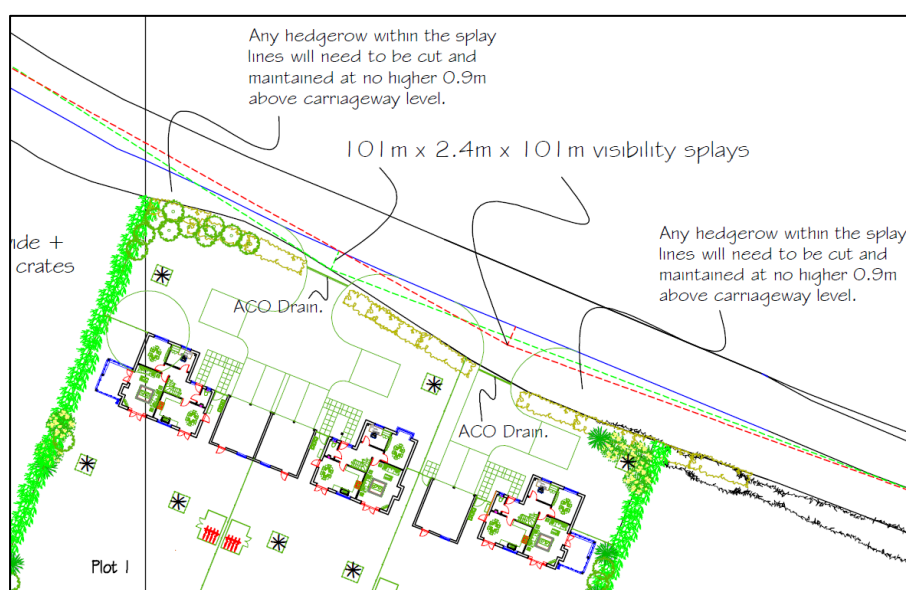 Any hedgerow within the splay
lines will need to be cut and
maintained at no higher 0.9m
above carriageway level.
101m x 2.4m x 101m visibility splays
Any hedgerow within the splay
lines will need to be cut and
maintained at no higher 0.9m
above carriageway level.
ide +
crates
ACO Drain.
ACO Drain.
Plot 1